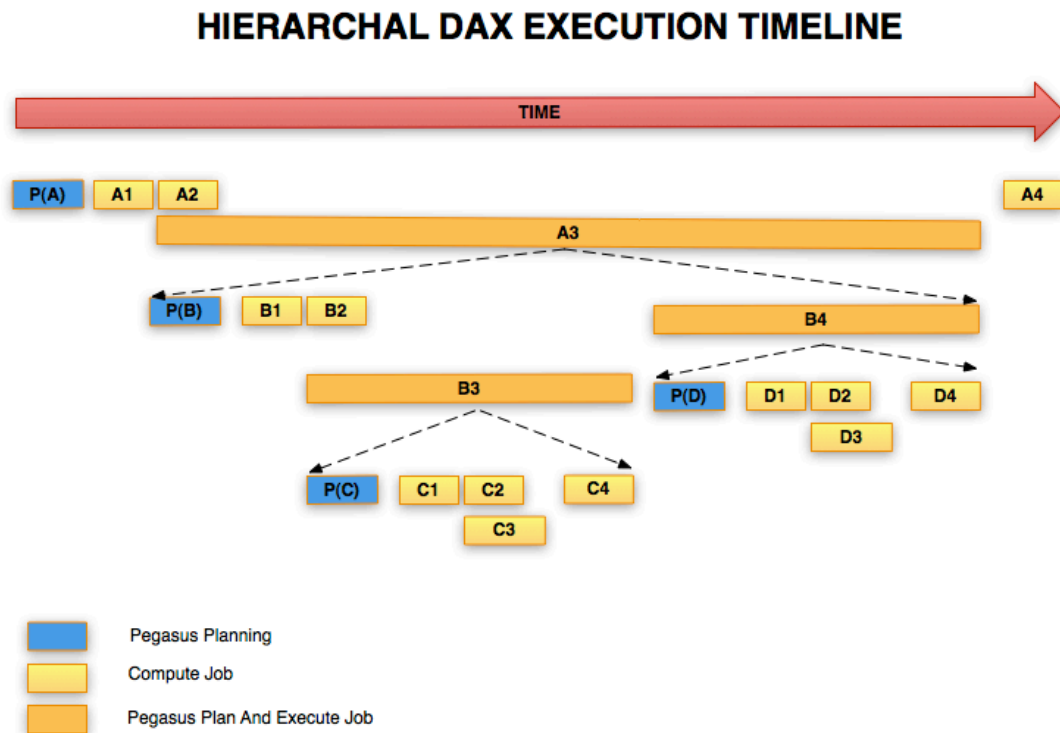 HIERARCHAL DAX EXECUTION TIMELINE
TIME
P(A) A1 A2 A4
A3
P(B) B1 B2
B4
B3
P(D) D1 D2 D4
D3
P(C) C1 C2 C4
C3
Pegasus Planning
Compute Job
Pegasus Plan And Execute Job